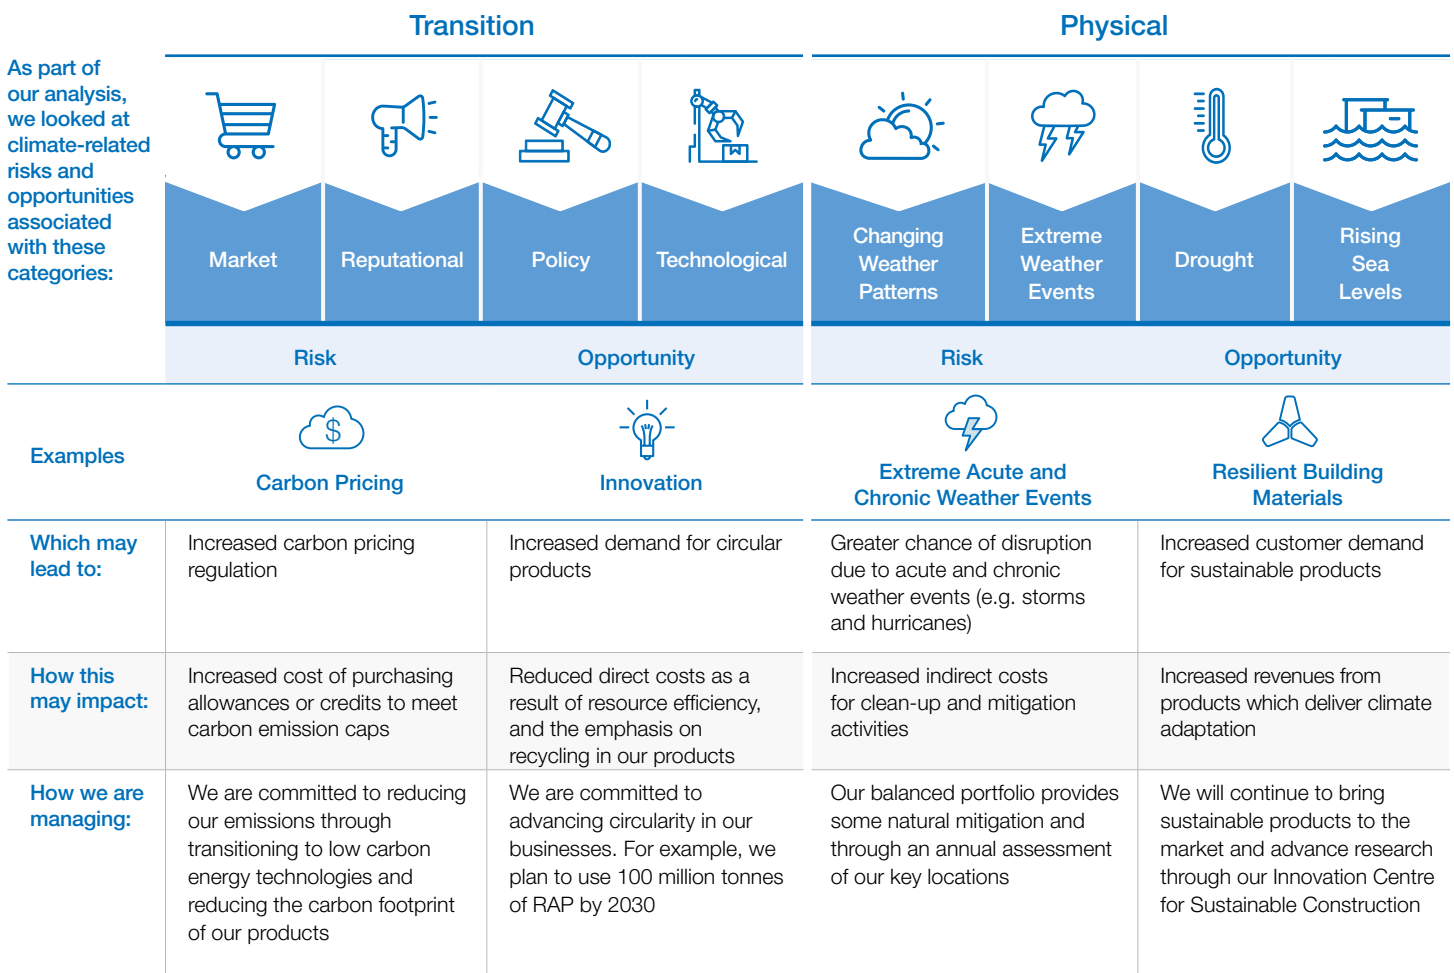 Transition
Physical
As part of
our analysis,
we looked at
climate-related
risks and
opportunities
associated
with these
categories:
Market
Reputational
Policy
Technological
Changing
Weather
Patterns
Extreme
Weather
Events
Drought
Rising
Sea
Levels
Risk
Opportunity
Risk
Opportunity
Examples
$
Carbon Pricing
Innovation
Extreme Acute and
Chronic Weather Events
Resilient Building
Materials
Which may
lead to:
Increased carbon pricing
regulation
Increased demand for circular
products
Greater chance of disruption
due to acute and chronic
weather events (e.g. storms
and hurricanes)
Increased customer demand
for sustainable products
How this
may impact:
Increased cost of purchasing
allowances or credits to meet
carbon emission caps
Reduced direct costs as a
result of resource efficiency,
and the emphasis on
recycling in our products
Increased indirect costs
for clean-up and mitigation
activities
Increased revenues from
products which deliver climate
adaptation
How we are
managing:
We are committed to reducing
our emissions through
transitioning to low carbon
energy technologies and
reducing the carbon footprint
of our products
We are committed to
advancing circularity in our
businesses. For example, we
plan to use 100 million tonnes
of RAP by 2030
Our balanced portfolio provides
some natural mitigation and
through an annual assessment
of our key locations
We will continue to bring
sustainable products to the
market and advance research
through our Innovation Centre
for Sustainable Construction